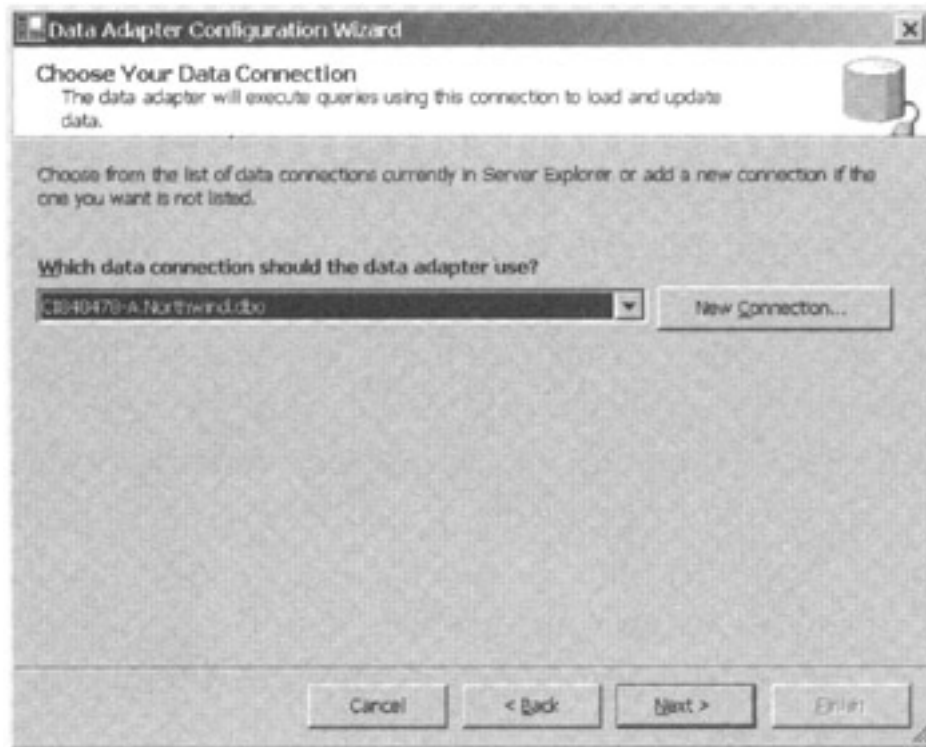 Data Adapter Configuration Wizard
Choose Your Data Connection
The data adapter will execute queries using this connection to load and update
data.
Choose from the list of data connections currently in Server Explorer or add a new connection if the
one you want is not listed.
Which data connection should the data adapter use?
New Connection...
Cancel
< Back
Next >
Finish